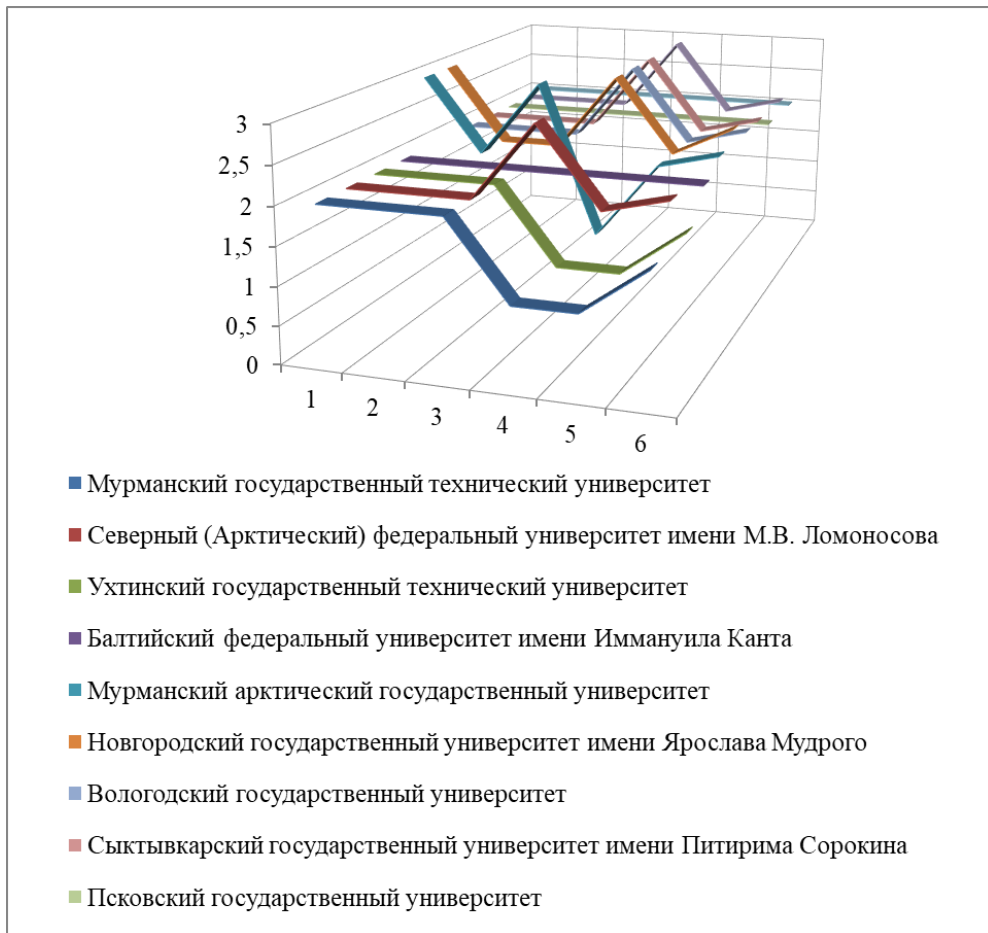 3
2,5
2
1,5
1
0,5
0
1
2
3
4
5
6
Мурманский государственный технический университет
Северный (Арктический) федеральный университет имени М.В. Ломоносова
Ухтинский государственный технический университет
Балтийский федеральный университет имени Иммануила Канта
Мурманский арктический государственный университет
Новгородский государственный университет имени Ярослава Мудрого
Вологодский государственный университет
Сыктывкарский государственный университет имени Питирима Сорокина
Псковский государственный университет